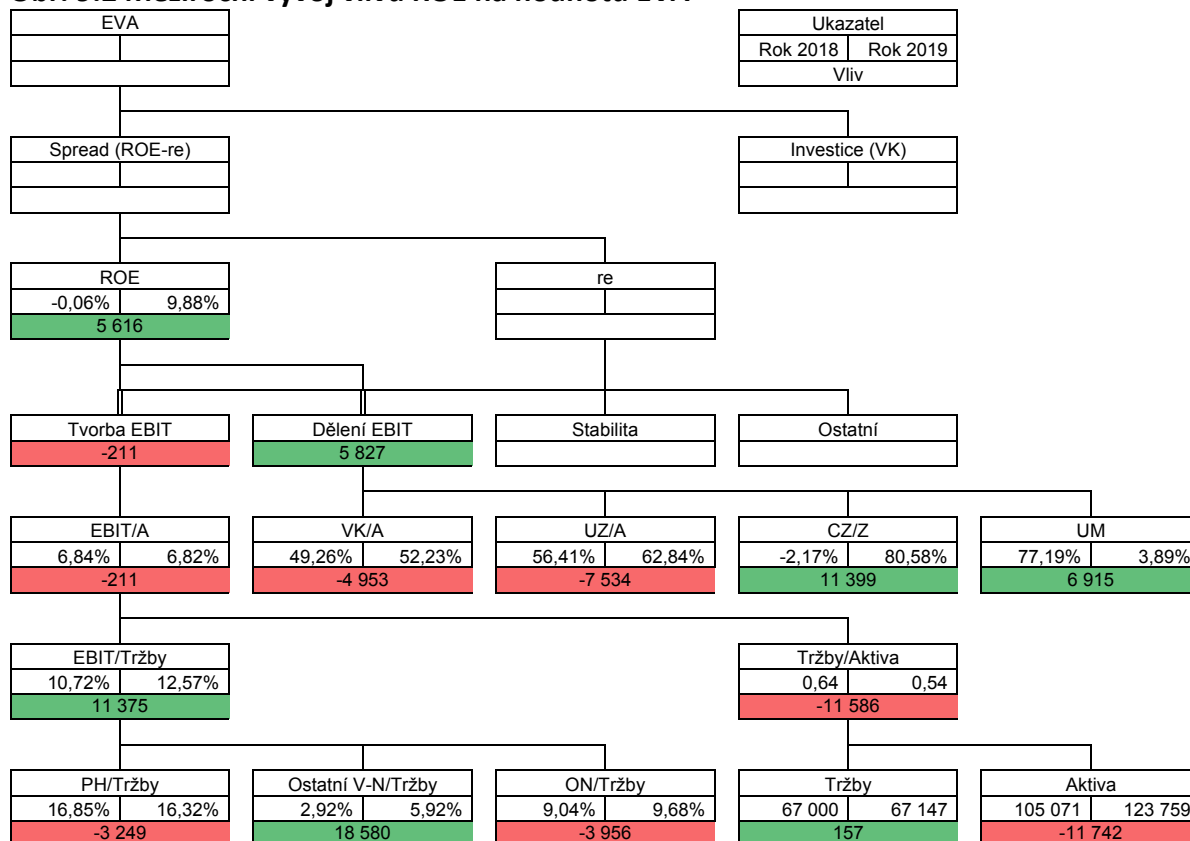 EVA
Ukazatel
Rok 2018 Rok 2019
Vliv
Spread (ROE-re)
Investice (VK)
ROE
re
-0,06% 9,88%
5 616
Tvorba EBIT
Dělení EBIT
Stabilita
Ostatní
-211
5 827
EBIT/A
VK/A
UZ/A
CZ/Z
UM
6,84% 6,82%
49,26% 52,23%
56,41% 62,84%
-2,17% 80,58%
77,19% 3,89%
-211
-4 953
-7 534
11 399
6 915
EBIT/Tržby
Tržby/Aktiva
10,72% 12,57%
0,64 0,54
11 375
-11 586
PH/Tržby
Ostatní V-N/Tržby
ON/Tržby
Tržby
Aktiva
16,85% 16,32%
2,92% 5,92%
9,04% 9,68%
67 000 67 147
105 071 123 759
-3 249
18 580
-3 956
157
-11 742